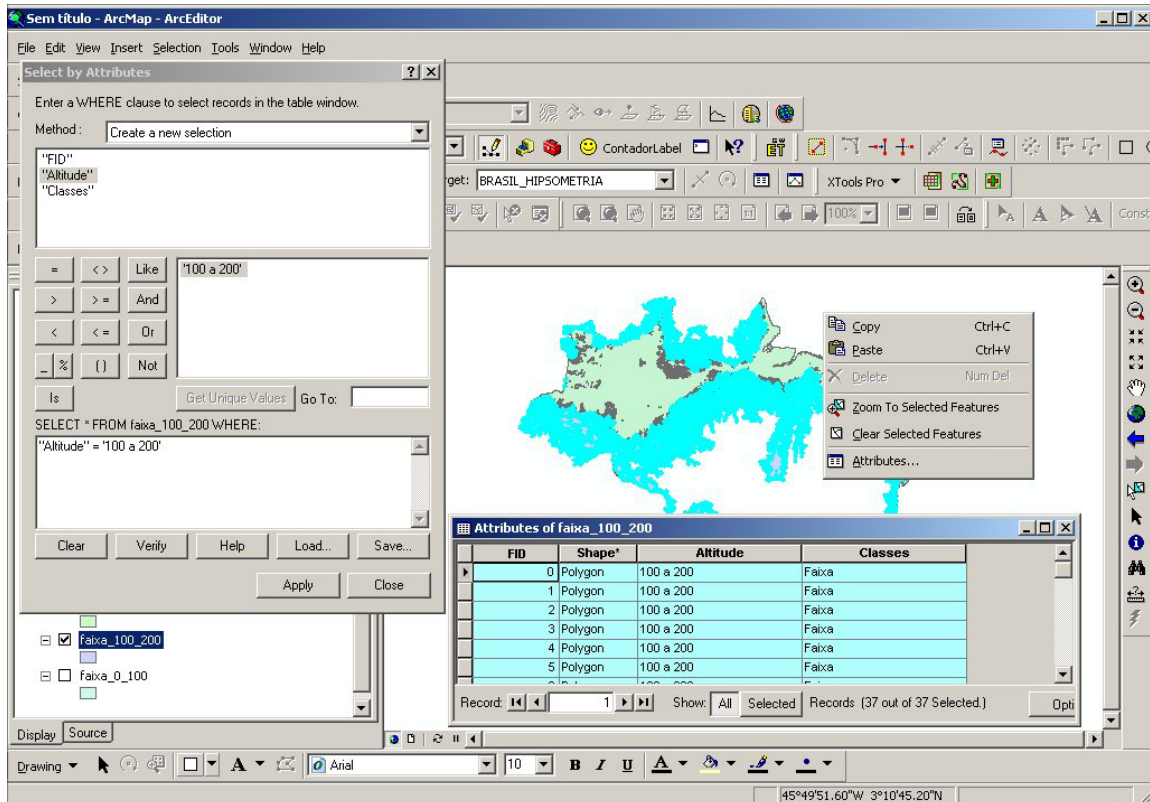 Sem título - ArcMap - ArcEditor
File Edit View Insert Selection Tools Window Help
Select by Attributes
Enter a WHERE clause to select records in the table window.
Method : Create a new selection
"FID"
"Altitude"
"Classes"
= < > Like '100 a 200'
> > = And
< < = Or
_ % ( ) Not
Is Get Unique Values Go To:
SELECT * FROM faixa_100_200 WHERE:
"Altitude" = '100 a 200'
Clear Verify Help Load... Save...
Apply Close
ContadorLabel ET
get: BRASIL_HIPSOMETRIA XTools Pro
1:1 100% A A A Const
Copy Ctrl+C
Paste Ctrl+V
Delete Num Del
Zoom To Selected Features
Clear Selected Features
Attributes...
faixa_100_200
faixa_0_100
Display Source
Attributes of faixa_100_200
FID Shape* Altitude Classes
0 Polygon 100 a 200 Faixa
1 Polygon 100 a 200 Faixa
2 Polygon 100 a 200 Faixa
3 Polygon 100 a 200 Faixa
4 Polygon 100 a 200 Faixa
5 Polygon 100 a 200 Faixa
Record: 1 Show: All Selected Records (37 out of 37 Selected.) Opti
Drawing A Arial 10 B I U A
45°49'51.60"W 3°10'45.20"N